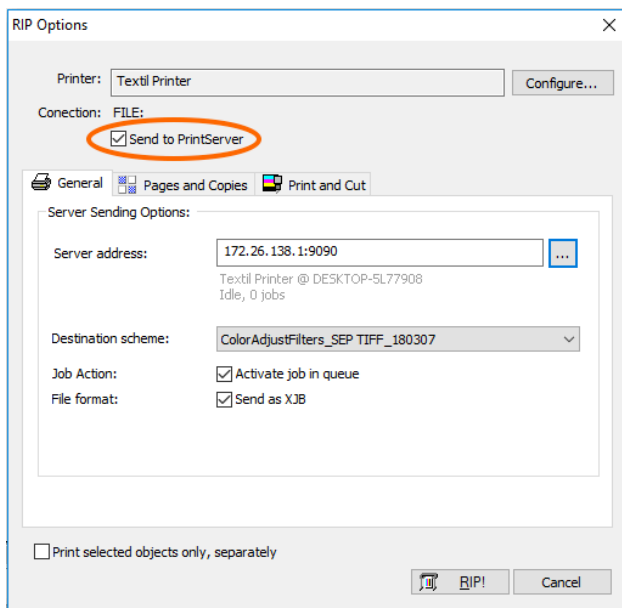 RIP Options
Printer: Textil Printer Configure...
Conection: FILE:
Send to PrintServer
General Pages and Copies Print and Cut
Server Sending Options:
Server address: 172.26.138.1:9090 ...
Textil Printer @ DESKTOP-5L77908
Idle, 0 jobs
Destination scheme: ColorAdjustFilters_SEP TIFF_180307
Job Action: Activate job in queue
File format: Send as XJB
Print selected objects only, separately
RIP! Cancel